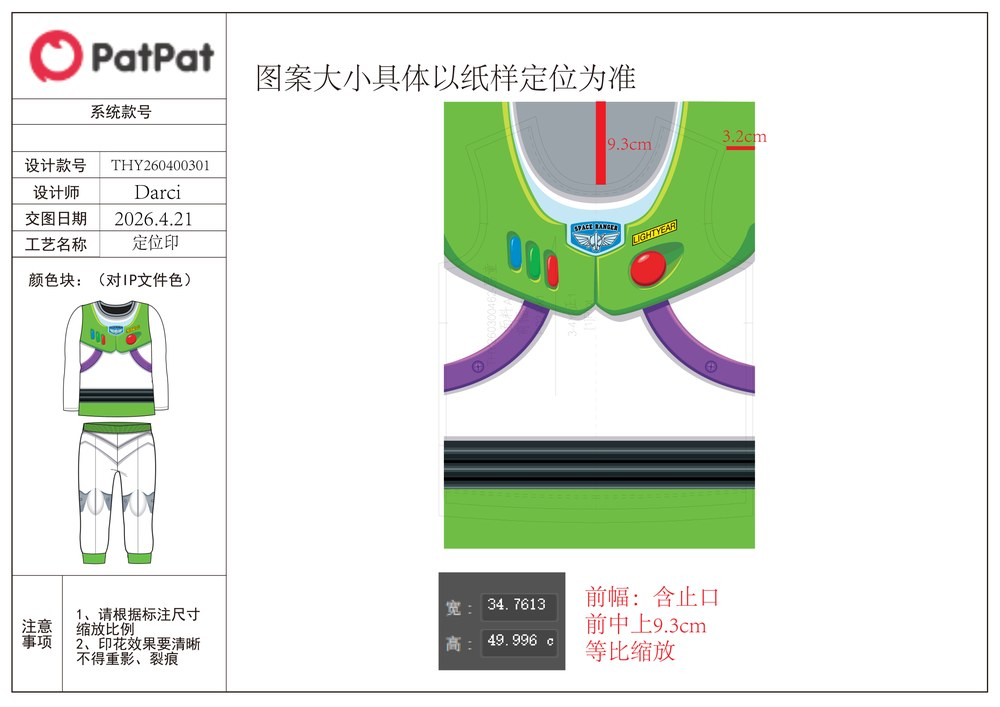 PatPat
系统款号
设计款号 THY260400301
设计师 Darci
交图日期 2026.4.21
工艺名称 定位印
颜色块：（对IP文件色）
注意
事项
1、请根据标注尺寸
缩放比例
2、印花效果要清晰
不得重影、裂痕
图案大小具体以纸样定位为准
9.3cm
3.2cm
SPACE RANGER
LIGHTYEAR
宽： 34.7613
高： 49.996 c
前幅：含止口
前中上9.3cm
等比缩放